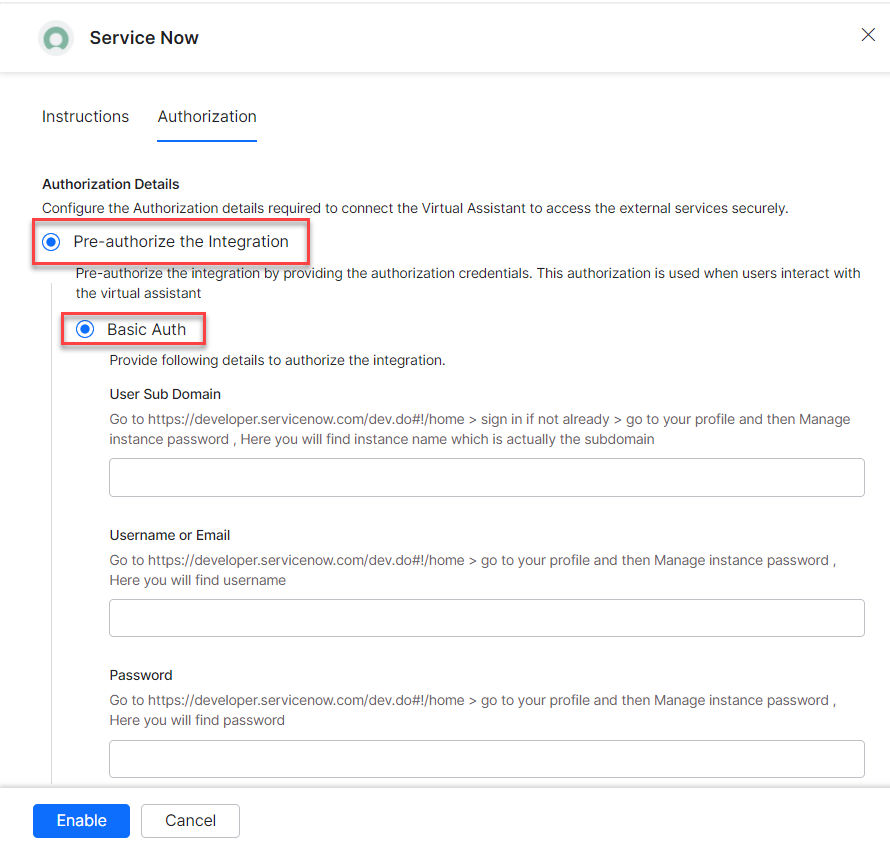 Service Now
Instructions
Authorization
Authorization Details
Configure the Authorization details required to connect the Virtual Assistant to access the external services securely.
Pre-authorize the Integration
Pre-authorize the integration by providing the authorization credentials. This authorization is used when users interact with
the virtual assistant
Basic Auth
Provide following details to authorize the integration.
User Sub Domain
Go to https://developer.servicenow.com/dev.do#!/home > sign in if not already > go to your profile and then Manage
instance password , Here you will find instance name which is actually the subdomain
Username or Email
Go to https://developer.servicenow.com/dev.do#!/home > go to your profile and then Manage instance password ,
Here you will find username
Password
Go to https://developer.servicenow.com/dev.do#!/home > go to your profile and then Manage instance password ,
Here you will find password
Enable
Cancel